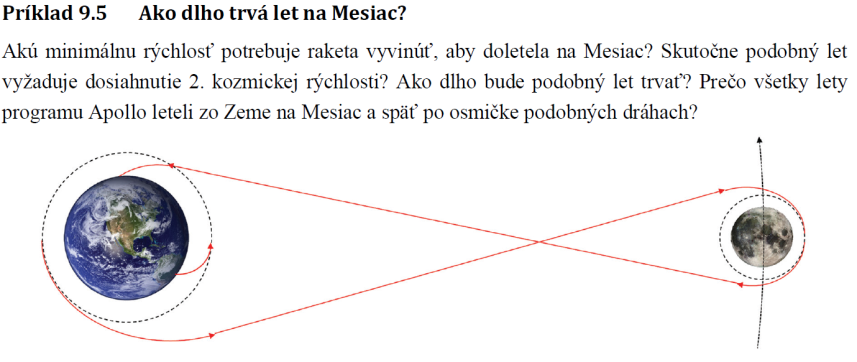 Príklad 9.5 Ako dlho trvá let na Mesiac?
Akú minimálnu rýchlosť potrebuje raketa vyvinúť, aby doletela na Mesiac? Skutočne podobný let
vyžaduje dosiahnutie 2. kozmickej rýchlosti? Ako dlho bude podobný let trvať? Prečo všetky lety
programu Apollo leteli zo Zeme na Mesiac a späť po osmičke podobných dráhach?